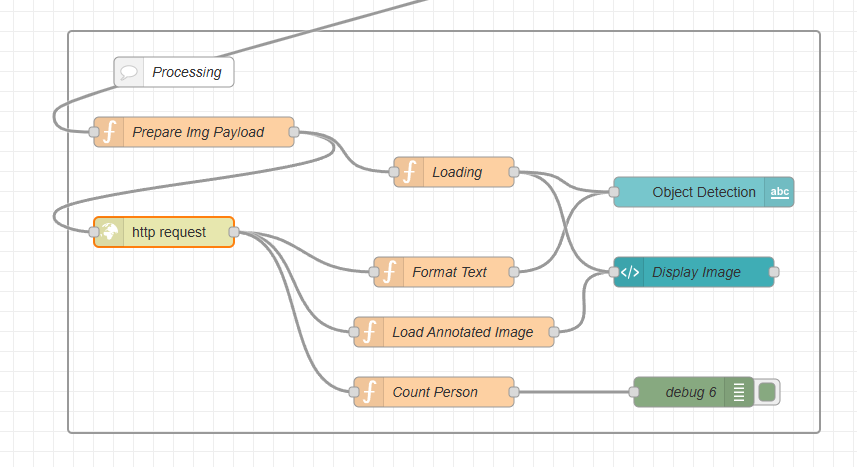 Processing
Prepare Img Payload
Loading
Object Detection
abc
http request
Format Text
</> Display Image
Load Annotated Image
Count Person
debug 6